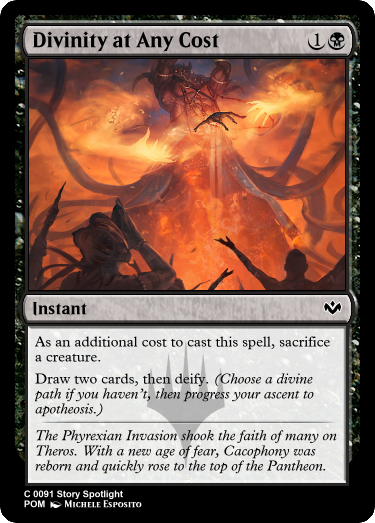 Divinity at Any Cost 1
Instant
As an additional cost to cast this spell, sacrifice
a creature.
Draw two cards, then deify. (Choose a divine
path if you haven't, then progress your ascent to
apotheosis.)
The Phyrexian Invasion shook the faith of many on
Theros. With a new age of fear, Cacophony was
reborn and quickly rose to the top of the Pantheon.
C 0091 Story Spotlight
POM Michele Esposito